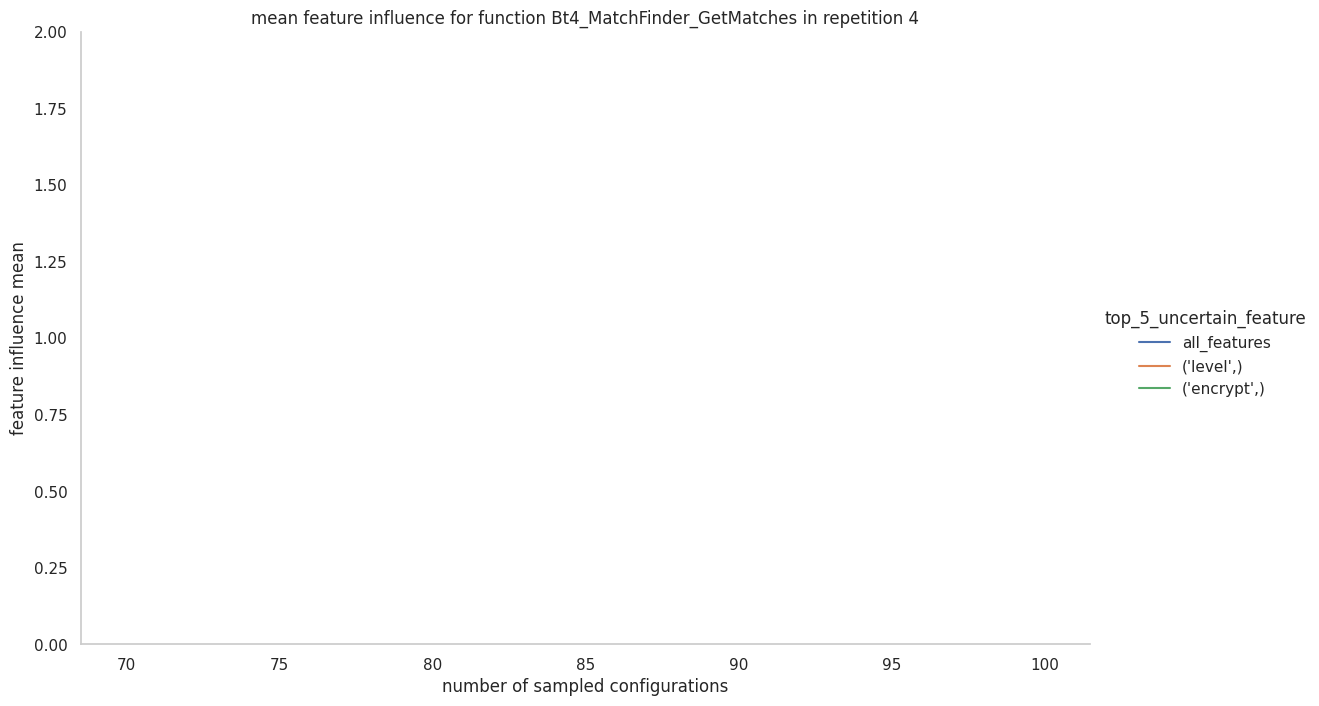 mean feature influence for function Bt4_MatchFinder_GetMatches in repetition 4
2.00
1.75
1.50
1.25
1.00
0.75
0.50
0.25
0.00
feature influence mean
70 75 80 85 90 95 100
number of sampled configurations
top_5_uncertain_feature
all_features
('level',)
('encrypt',)